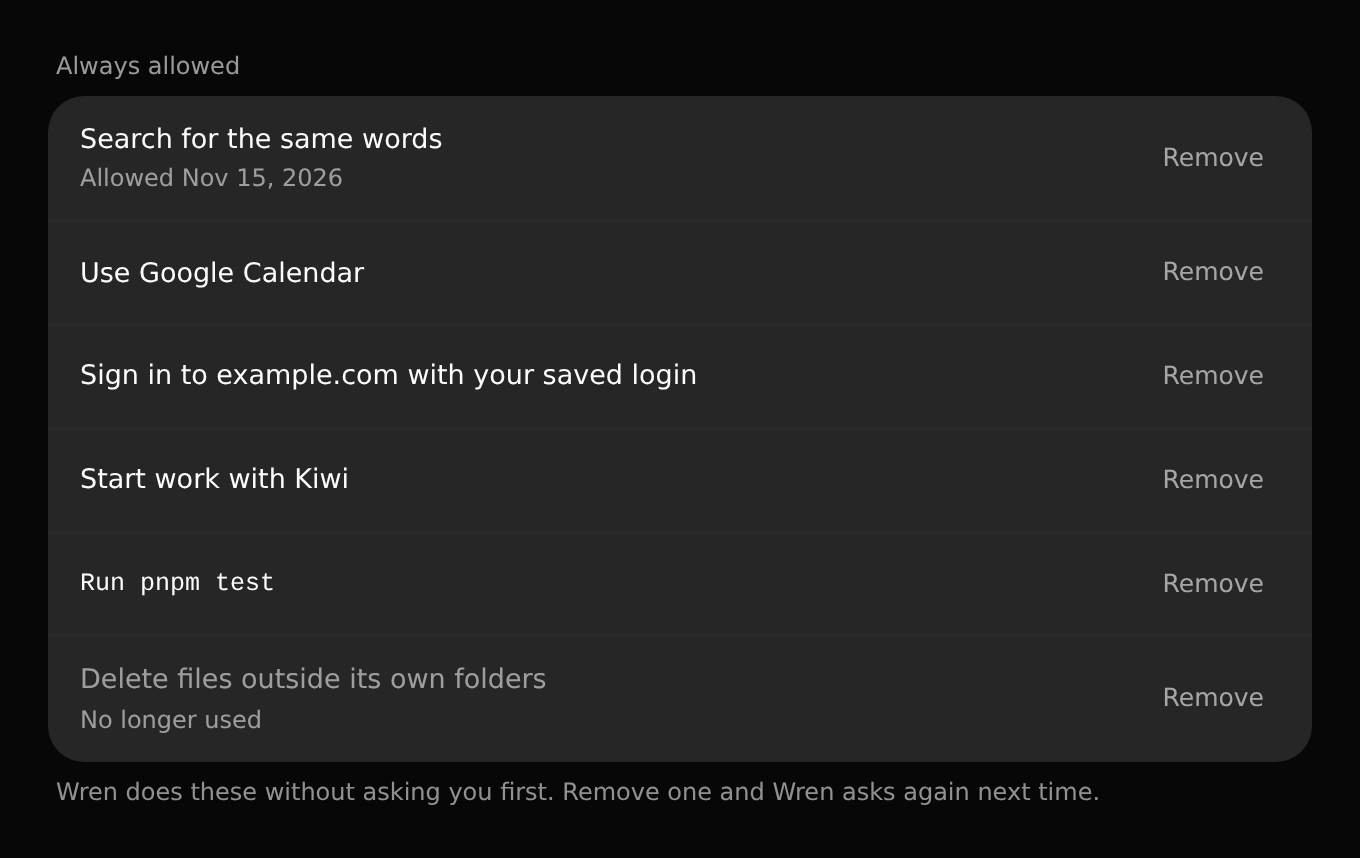 Always allowed
Search for the same words
Allowed Nov 15, 2026
Remove
Use Google Calendar
Remove
Sign in to example.com with your saved login
Remove
Start work with Kiwi
Remove
Run pnpm test
Remove
Delete files outside its own folders
No longer used
Remove
Wren does these without asking you first. Remove one and Wren asks again next time.